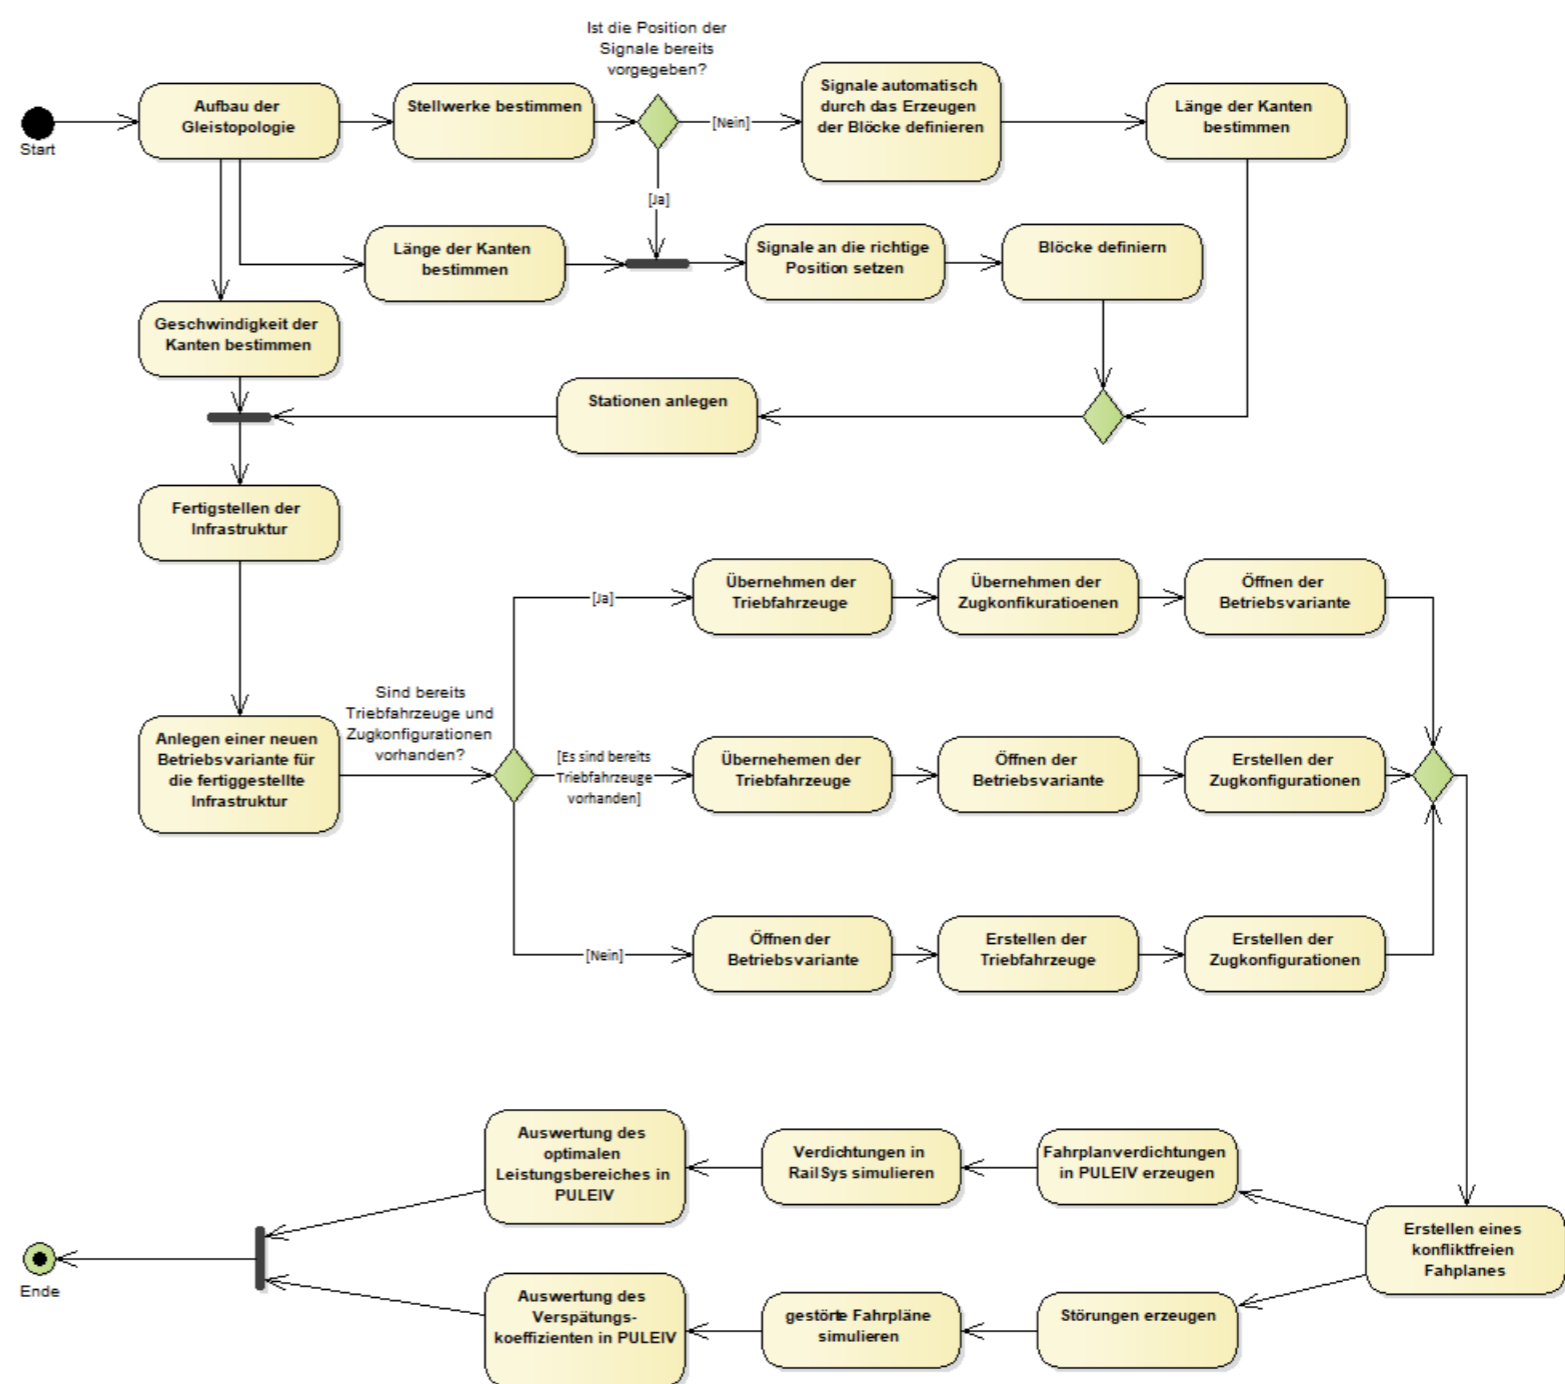 Ist die Position der
Signale bereits
vorgegeben?
Start
Aufbau der
Gleistopologie
Stellwerke bestimmen
[Nein]
Signale automatisch
durch das Erzeugen
der Blöcke definieren
Länge der Kanten
bestimmen
[Ja]
Länge der Kanten
bestimmen
Signale an die richtige
Position setzen
Blöcke definiern
Geschwindigkeit der
Kanten bestimmen
Stationen anlegen
Fertigstellen der
Infrastruktur
Anlegen einer neuen
Betriebsvariante für
die fertiggestellte
Infrastruktur
Sind bereits
Triebfahrzeuge und
Zugkonfigurationen
vorhanden?
[Ja]
Übernehmen der
Triebfahrzeuge
Übernehmen der
Zugkonfikuratioenen
Öffnen der
Betriebsvariante
[Es sind bereits
Triebfahrzeuge
vorhanden]
Übernehemen der
Triebfahrzeuge
Öffnen der
Betriebsvariante
Erstellen der
Zugkonfigurationen
[Nein]
Öffnen der
Betriebsvariante
Erstellen der
Triebfahrzeuge
Erstellen der
Zugkonfigurationen
Auswertung des
optimalen
Leistungsbereiches in
PULEIV
Verdichtungen in
RailSys simulieren
Fahrplanverdichtungen
in PULEIV erzeugen
Erstellen eines
konfliktfreien
Fahplanes
Ende
Auswertung des
Verspätungs-
koeffizienten in PULEIV
gestörte Fahrpläne
simulieren
Störungen erzeugen